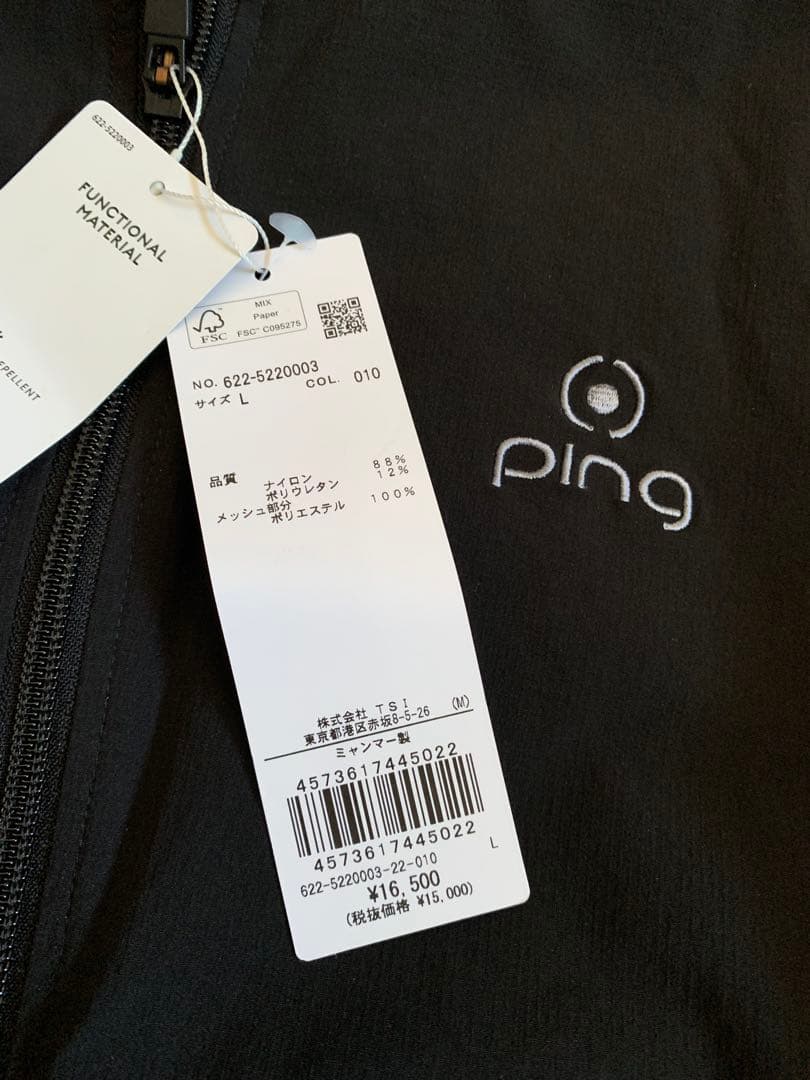 622-5220003
FUNCTIONAL
MATERIAL
MIX
Paper
FSC
FSC™ C095275
NO. 622-5220003
COL. 010
サイズ L
品質 ナイロン 88%
ポリウレタン 12%
メッシュ部分
ポリエステル 100%
株式会社 TSI
東京都港区赤坂8-5-26 (M)
ミャンマー製
4573617445022
4573617445022
622-5220003-22-010 L
¥16,500
(税抜価格 ¥15,000)
ping